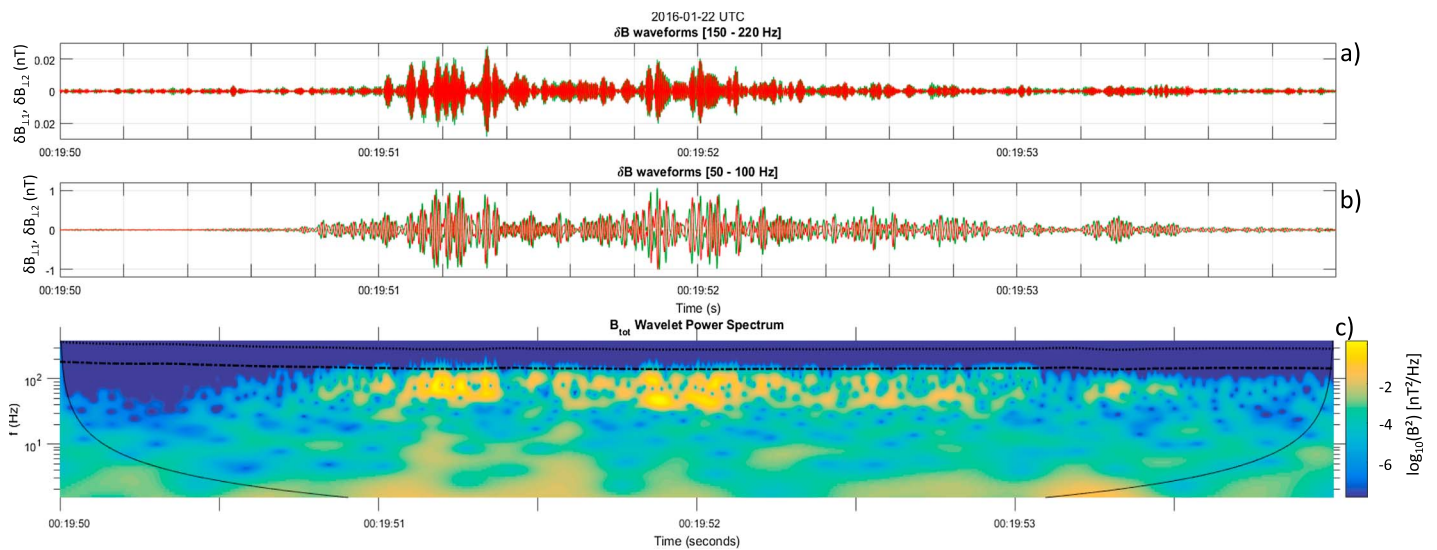 2016-01-22 UTC
δB waveforms [150 - 220 Hz]
a)
δB⊥1, δB⊥2 (nT)
0.02
0
0.02
00:19:50 00:19:51 00:19:52 00:19:53
δB waveforms [50 - 100 Hz]
b)
δB⊥1, δB⊥2 (nT)
1
0
-1
00:19:50 00:19:51 00:19:52 00:19:53
Time (s)
Btot Wavelet Power Spectrum
c)
f (Hz)
10²
10¹
-2
-4
-6
log10(B²) [nT²/Hz]
00:19:50 00:19:51 00:19:52 00:19:53
Time (seconds)